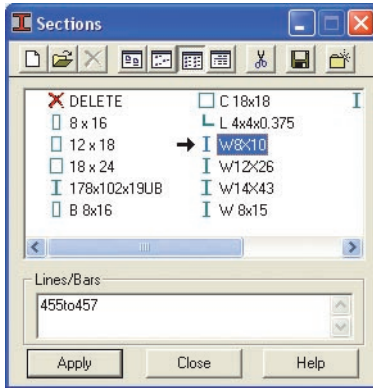 Sections
DELETE
8 x 16
12 x 18
18 x 24
178x102x19UB
B 8x16
C 18x18
L 4x4x0.375
W8X10
W12X26
W14X43
W 8x15
Lines/Bars
455to457
Apply Close Help